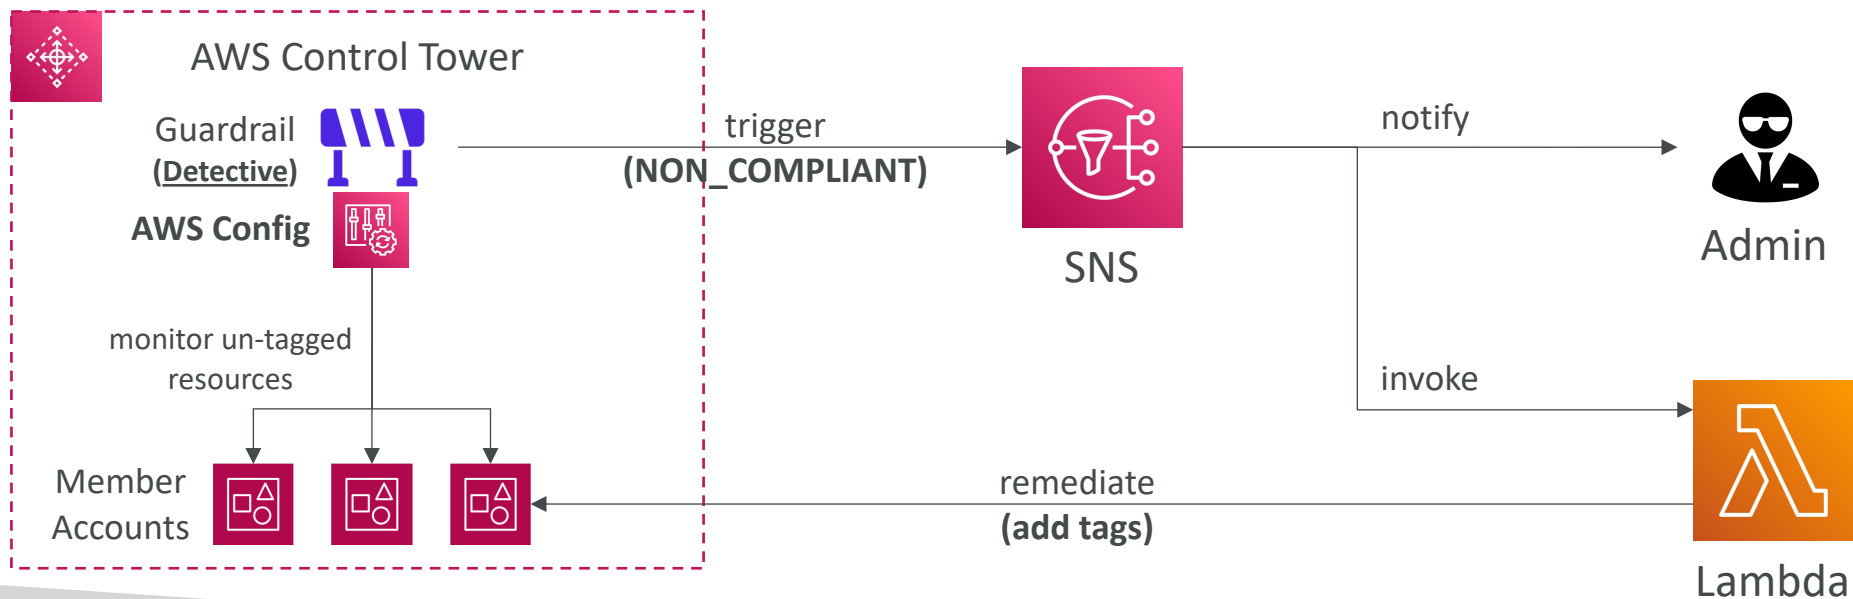 AWS Control Tower
Guardrail
(Detective)
AWS Config
monitor un-tagged
resources
Member
Accounts
trigger
(NON_COMPLIANT)
SNS
notify
Admin
invoke
Lambda
remediate
(add tags)